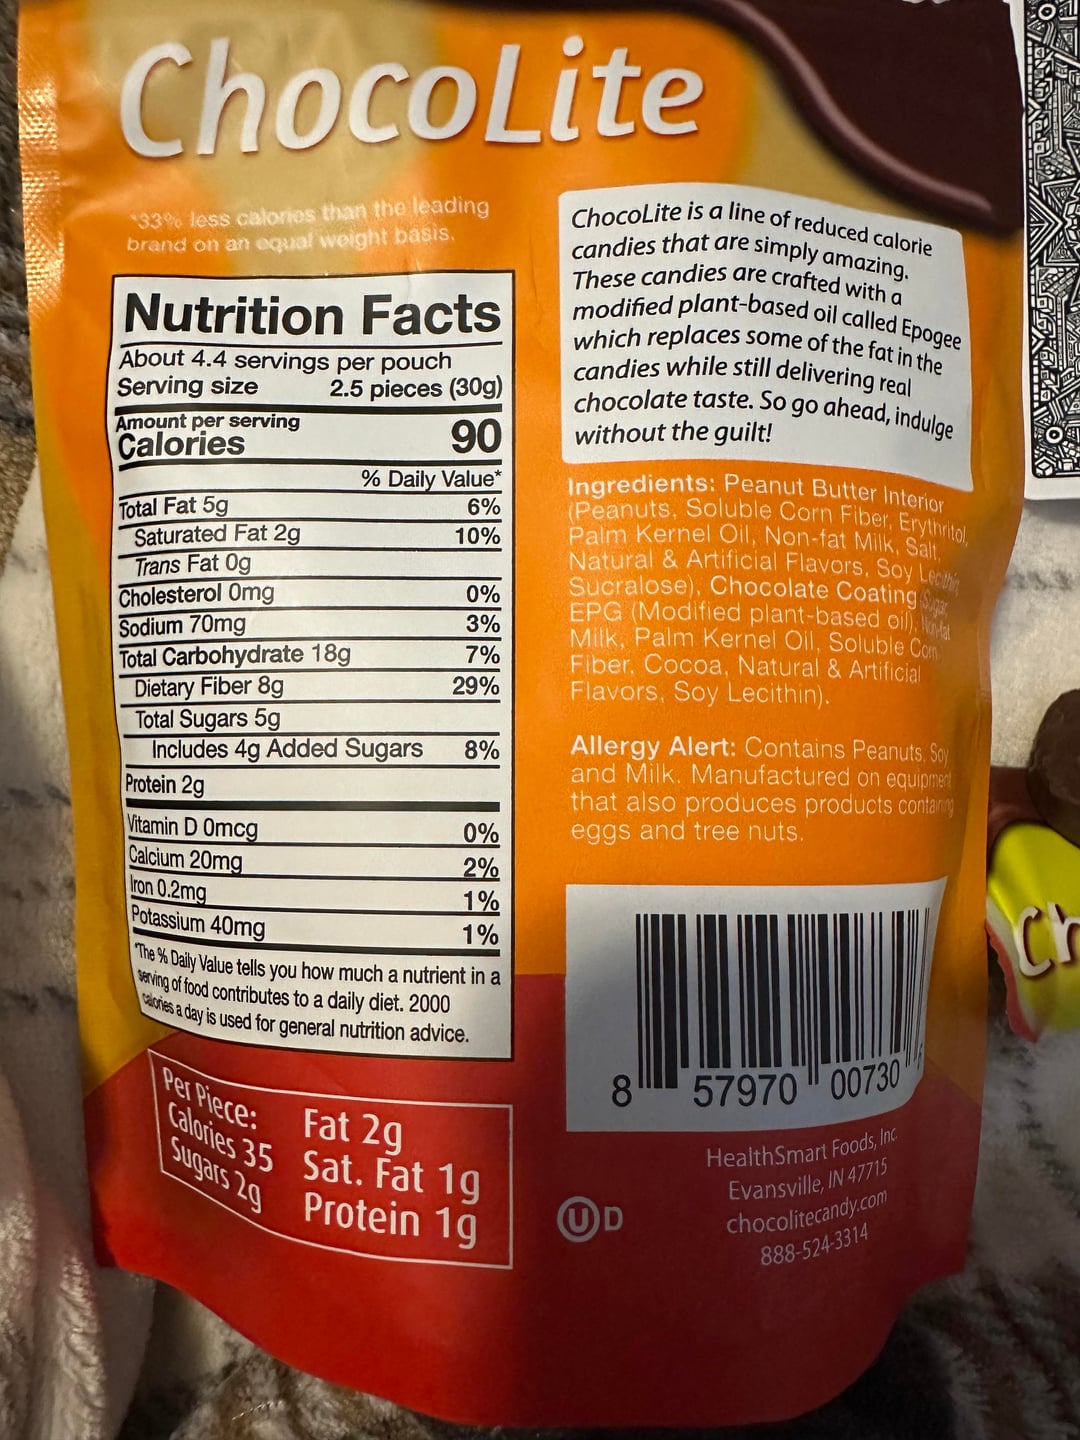 ChocoLite
*33% less calories than the leading
brand on an equal weight basis.
Nutrition Facts
About 4.4 servings per pouch
Serving size 2.5 pieces (30g)
Amount per serving
Calories 90
% Daily Value*
Total Fat 5g 6%
Saturated Fat 2g 10%
Trans Fat 0g
Cholesterol 0mg 0%
Sodium 70mg 3%
Total Carbohydrate 18g 7%
Dietary Fiber 8g 29%
Total Sugars 5g
Includes 4g Added Sugars 8%
Protein 2g
Vitamin D 0mcg 0%
Calcium 20mg 2%
Iron 0.2mg 1%
Potassium 40mg 1%
*The % Daily Value tells you how much a nutrient in a
serving of food contributes to a daily diet. 2000
calories a day is used for general nutrition advice.
Per Piece:
Calories 35
Sugars 2g
Fat 2g
Sat. Fat 1g
Protein 1g
ChocoLite is a line of reduced calorie
candies that are simply amazing.
These candies are crafted with a
modified plant-based oil called Epogee
which replaces some of the fat in the
candies while still delivering real
chocolate taste. So go ahead, indulge
without the guilt!
Ingredients: Peanut Butter Interior
(Peanuts, Soluble Corn Fiber, Erythritol,
Palm Kernel Oil, Non-fat Milk, Salt,
Natural & Artificial Flavors, Soy Lecithin,
Sucralose), Chocolate Coating (Sugar,
EPG (Modified plant-based oil), Non-fat
Milk, Palm Kernel Oil, Soluble Corn
Fiber, Cocoa, Natural & Artificial
Flavors, Soy Lecithin).
Allergy Alert: Contains Peanuts, Soy
and Milk. Manufactured on equipment
that also produces products containing
eggs and tree nuts.
8 57970 00730
HealthSmart Foods, Inc.
Evansville, IN 47715
chocolitecandy.com
888-524-3314
U D
Ch